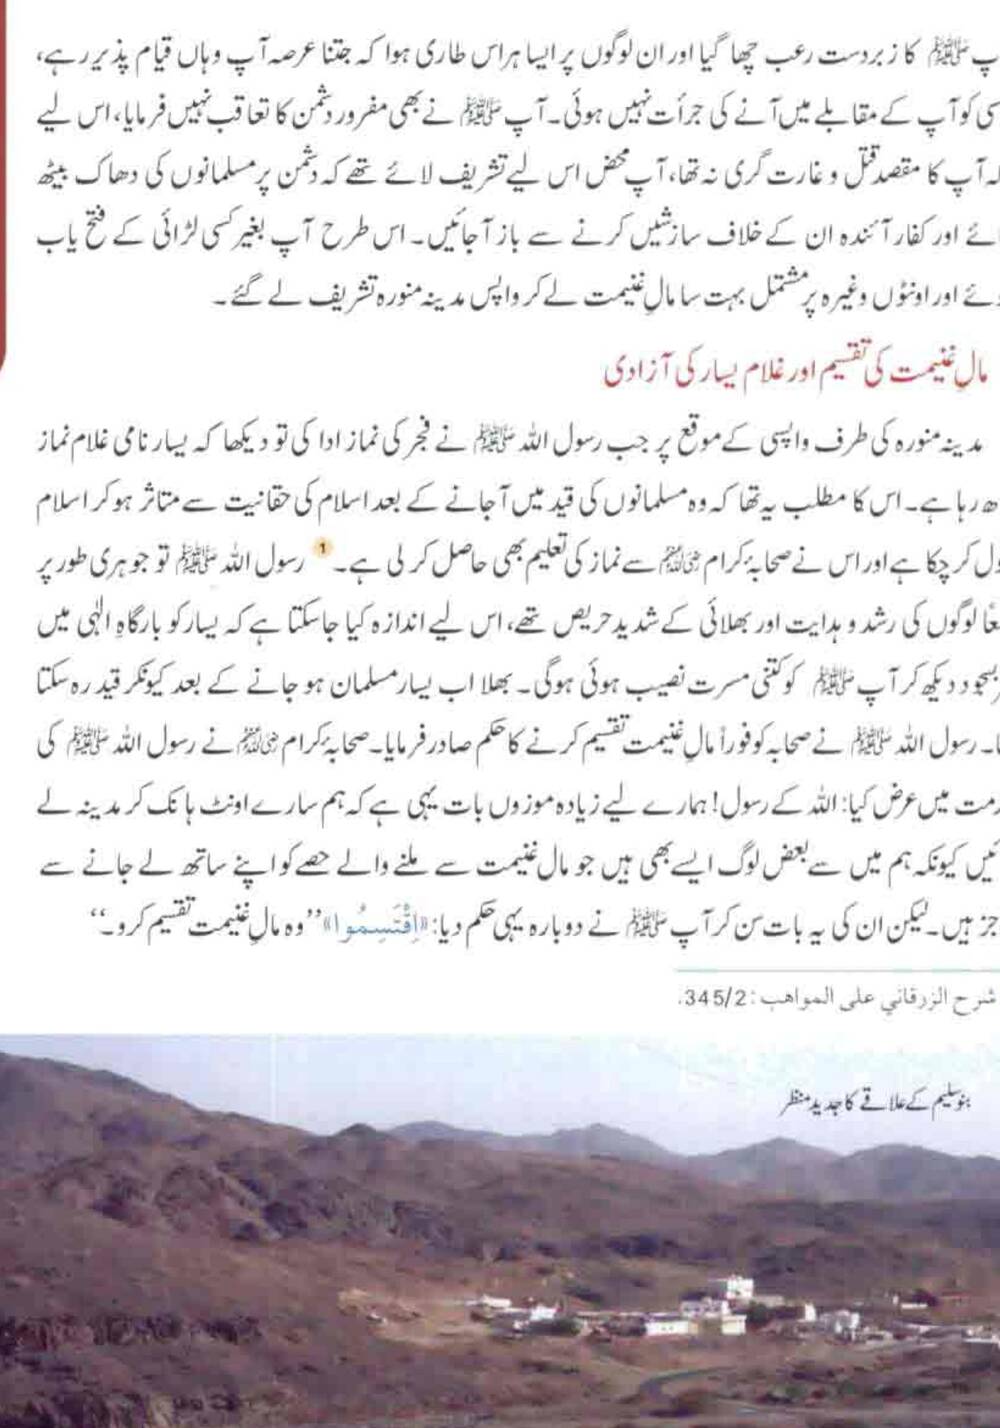 پ ﷺ کا زبردست رعب چھا گیا اور ان لوگوں پر ایسا ہراس طاری ہوا کہ جتنا عرصہ آپ وہاں قیام پذیر رہے،
سی کو آپ کے مقابلے میں آنے کی جرأت نہیں ہوئی۔ آپ ﷺ نے بھی مفرور دشمن کا تعاقب نہیں فرمایا، اس لیے
ہ آپ کا مقصد قتل و غارت گری نہ تھا، آپ محض اس لیے تشریف لائے تھے کہ دشمن پر مسلمانوں کی دھاک بیٹھ
ئے اور کفار آئندہ ان کے خلاف سازشیں کرنے سے باز آجائیں۔ اس طرح آپ بغیر کسی لڑائی کے فتح یاب
ئے اور اونٹوں وغیرہ پر مشتمل بہت سا مالِ غنیمت لے کر واپس مدینہ منورہ تشریف لے گئے۔
مالِ غنیمت کی تقسیم اور غلام یسار کی آزادی
مدینہ منورہ کی طرف واپسی کے موقع پر جب رسول اللہ ﷺ نے فجر کی نماز ادا کی تو دیکھا کہ یسار نامی غلام نماز
ھ رہا ہے۔ اس کا مطلب یہ تھا کہ وہ مسلمانوں کی قید میں آجانے کے بعد اسلام کی حقانیت سے متاثر ہو کر اسلام
ول کر چکا ہے اور اس نے صحابۂ کرام رضی اللہ عنہم سے نماز کی تعلیم بھی حاصل کر لی ہے۔ 1 رسول اللہ ﷺ تو جوہری طور پر
عًا لوگوں کی رشد و ہدایت اور بھلائی کے شدید حریص تھے، اس لیے اندازہ کیا جاسکتا ہے کہ یسار کو بارگاہِ الٰہی میں
بسجود دیکھ کر آپ ﷺ کو کتنی مسرت نصیب ہوئی ہوگی۔ بھلا اب یسار مسلمان ہو جانے کے بعد کیونکر قید رہ سکتا
ا۔ رسول اللہ ﷺ نے صحابہ کو فوراً مالِ غنیمت تقسیم کرنے کا حکم صادر فرمایا۔ صحابۂ کرام رضی اللہ عنہم نے رسول اللہ ﷺ کی
مت میں عرض کیا: اللہ کے رسول! ہمارے لیے زیادہ موزوں بات یہی ہے کہ ہم سارے اونٹ ہانک کر مدینہ لے
ئیں کیونکہ ہم میں سے بعض لوگ ایسے بھی ہیں جو مال غنیمت سے ملنے والے حصے کو اپنے ساتھ لے جانے سے
جز ہیں۔ لیکن ان کی یہ بات سن کر آپ ﷺ نے دوبارہ یہی حکم دیا: «اِقْتَسِمُوا» ’’وہ مالِ غنیمت تقسیم کرو۔‘‘
شرح الزرقاني على المواهب: 345/2.
بنو سلیم کے علاقے کا جدید منظر